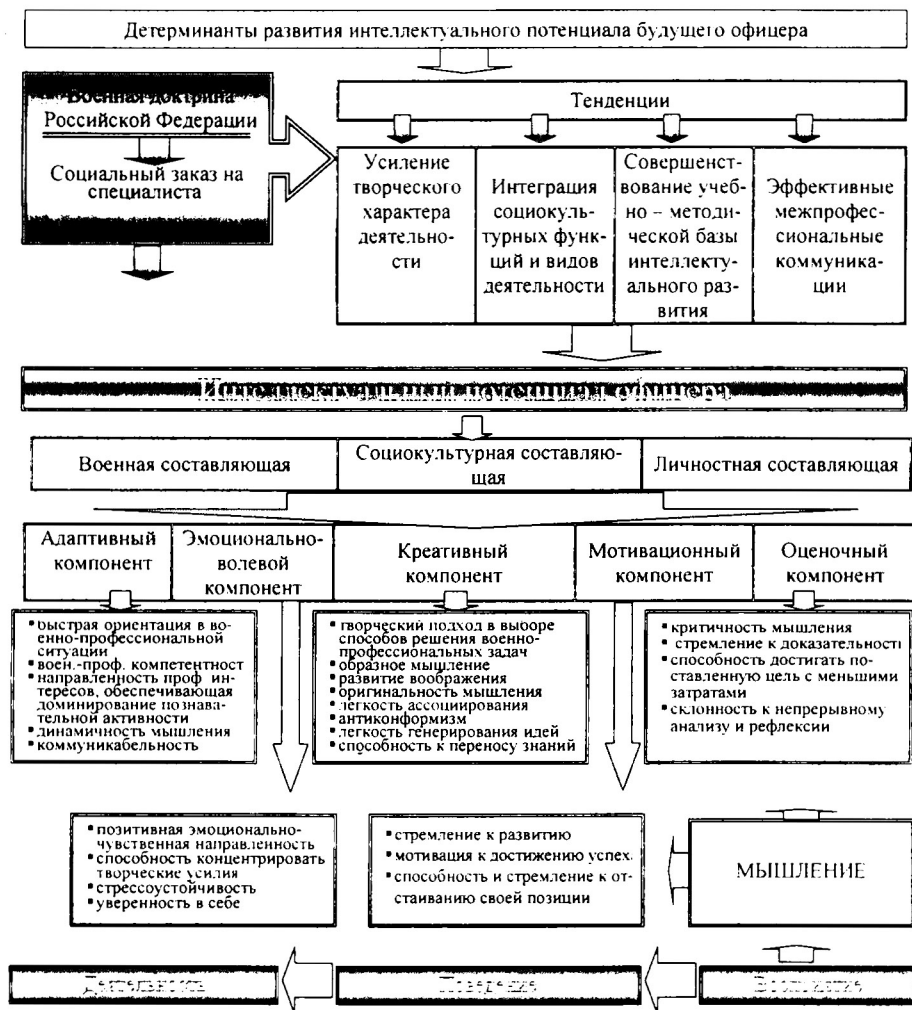 Детерминанты развития интеллектуального потенциала будущего офицера
Военная доктрина
Российской Федерации
Социальный заказ на
специалиста
Тенденции
Усиление
творческого
характера
деятельно-
сти
Интеграция
социокуль-
турных функ-
ций и видов
деятельности
Совершенст-
вование учеб-
но – методи-
ческой базы
интеллекту-
ального раз-
вития
Эффективные
межпрофес-
сиональные
коммуника-
ции
Интеллектуальный потенциал офицера
Военная составляющая
Социокультурная составляю-
щая
Личностная составляющая
Адаптивный
компонент
Эмоционально-
волевой
компонент
Креативный
компонент
Мотивационный
компонент
Оценочный
компонент
▪ быстрая ориентация в во-
енно-профессиональной
ситуации
▪ воен.-проф. компетентност
▪ направленность проф. ин-
тересов, обеспечивающая
доминирование познава-
тельной активности
▪ динамичность мышления
▪ коммуникабельность
▪ творческий подход в выборе
способов решения военно-
профессиональных задач
▪ образное мышление
▪ развитие воображения
▪ оригинальность мышления
▪ легкость ассоциирования
▪ антиконформизм
▪ легкость генерирования идей
▪ способность к переносу знаний
▪ критичность мышления
▪ стремление к доказательност
▪ способность достигать по-
ставленную цель с меньшими
затратами
▪ склонность к непрерывному
анализу и рефлексии
▪ позитивная эмоционально-
чувственная направленность
▪ способность концентрировать
творческие усилия
▪ стрессоустойчивость
▪ уверенность в себе
▪ стремление к развитию
▪ мотивация к достижению успех.
▪ способность и стремление к от-
стаиванию своей позиции
МЫШЛЕНИЕ
Деятельность
Поведение
Восприятие